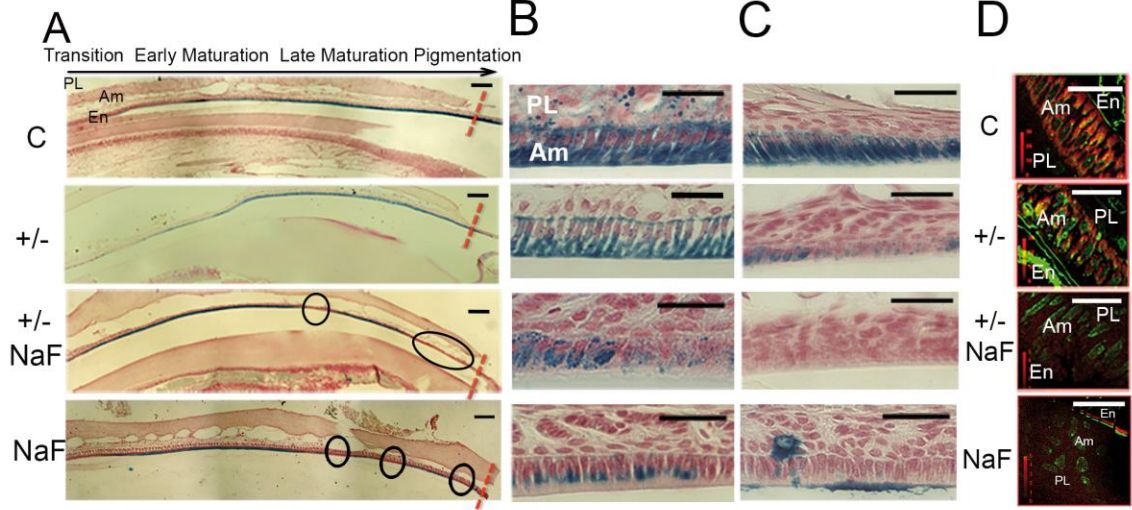 A
B
C
D
Transition Early Maturation Late Maturation Pigmentation
C
PL
Am
En
PL
Am
C
Am
En
PL
+/-
+/-
Am
PL
En
+/-
NaF
+/-
NaF
Am
PL
En
NaF
NaF
En
Am
PL